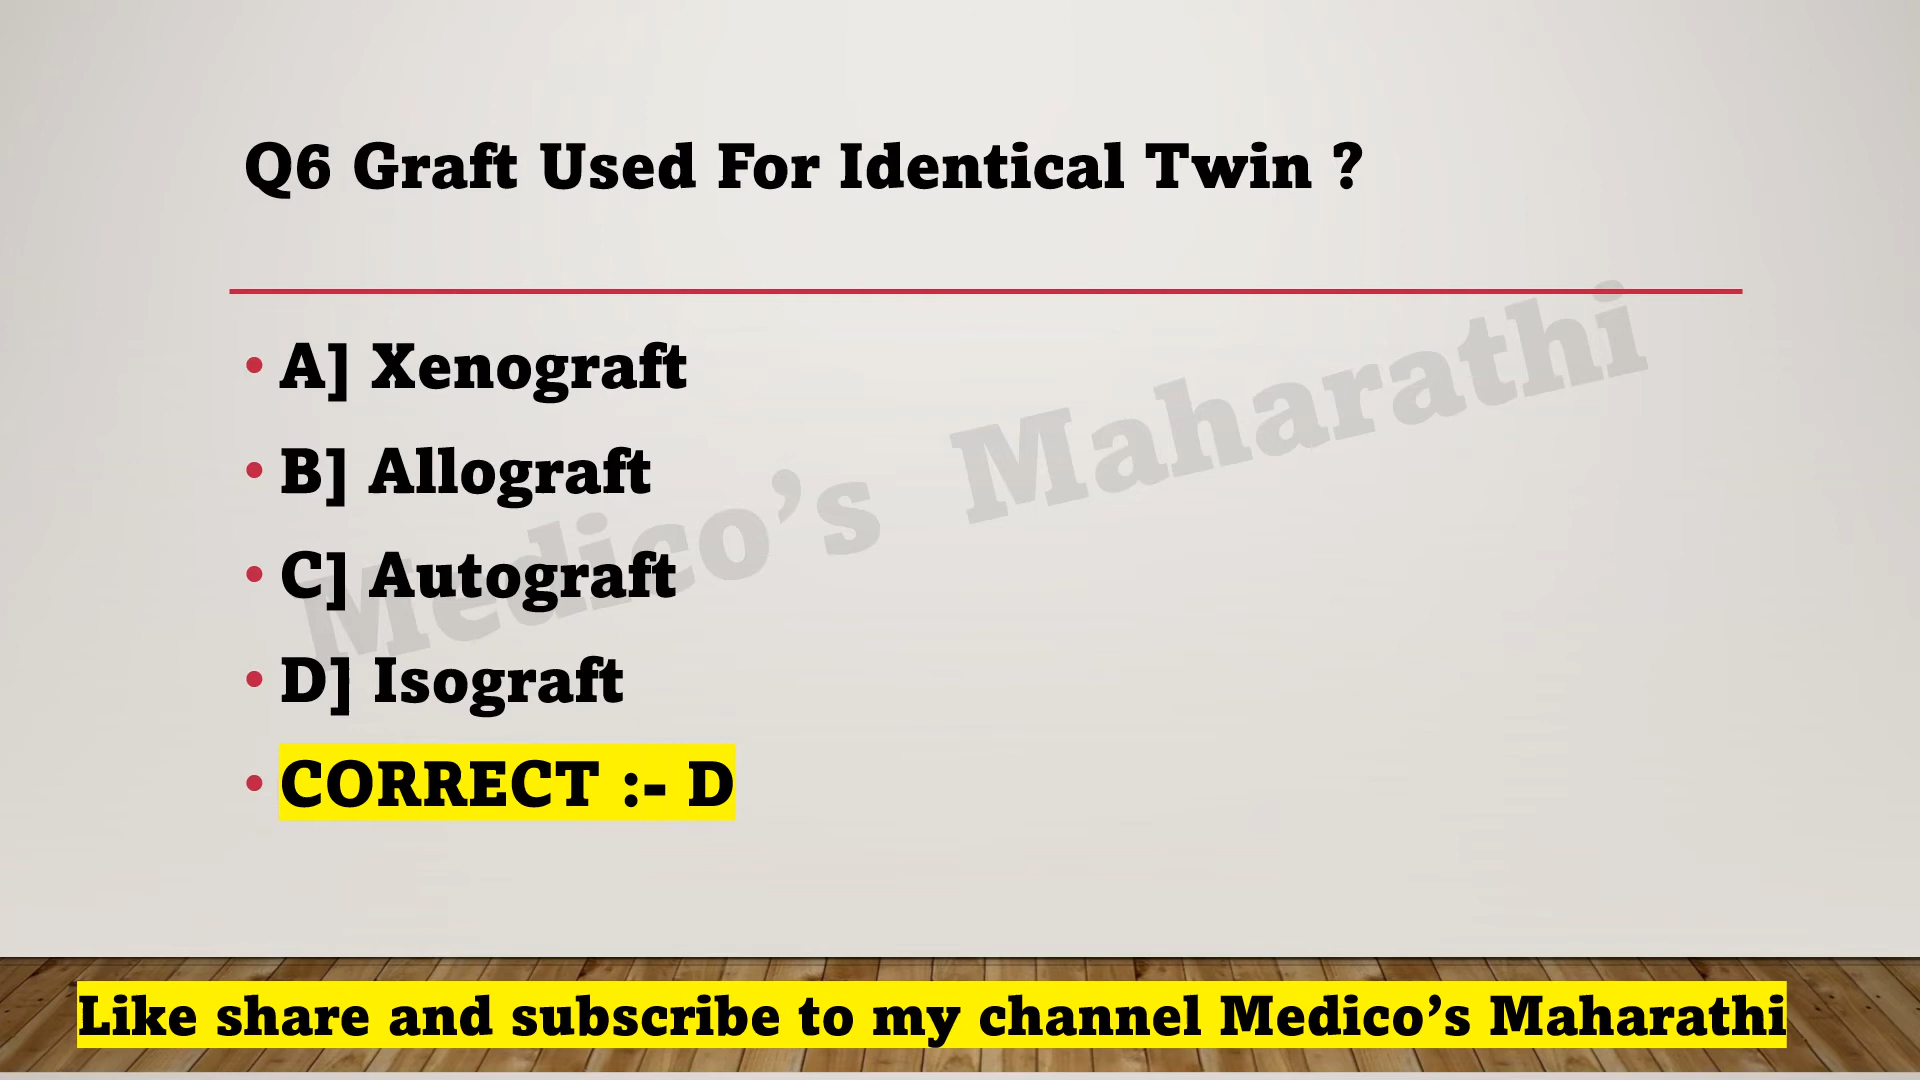 Q6 Graft Used For Identical Twin ?
• A] Xenograft
• B] Allograft
• C] Autograft
• D] Isograft
• CORRECT :- D
Medico’s Maharathi
Like share and subscribe to my channel Medico’s Maharathi